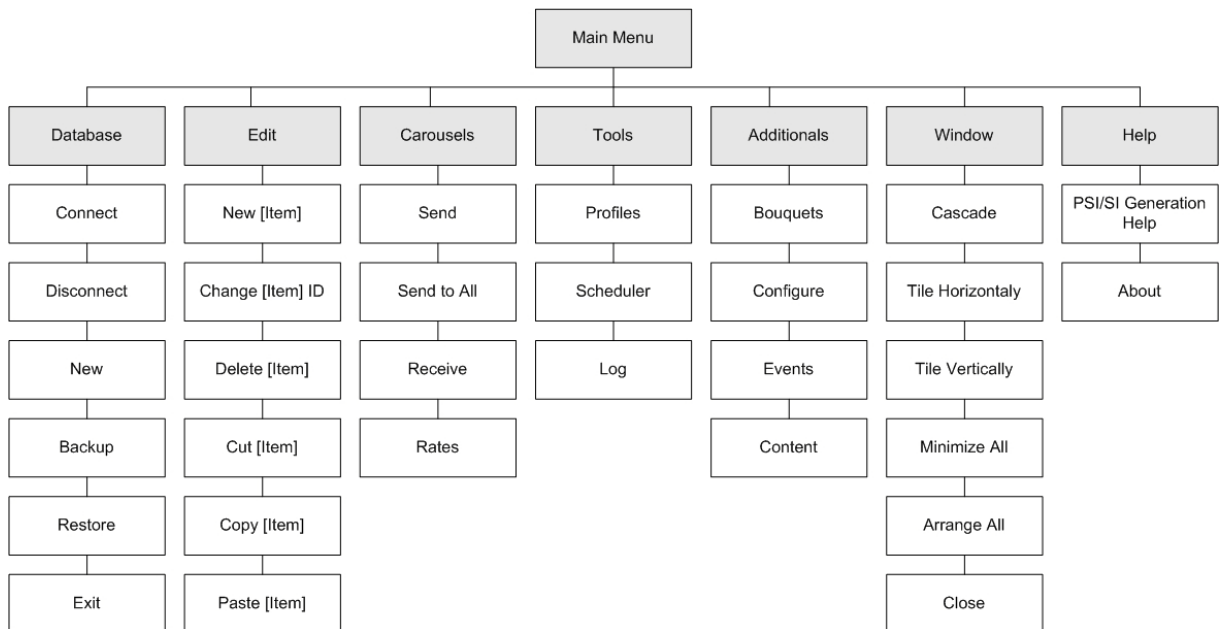 Main Menu
Database
Edit
Carousels
Tools
Additionals
Window
Help
Connect
New [Item]
Send
Profiles
Bouquets
Cascade
PSI/SI Generation
Help
Disconnect
Change [Item] ID
Send to All
Scheduler
Configure
Tile Horizontaly
About
New
Delete [Item]
Receive
Log
Events
Tile Vertically
Backup
Cut [Item]
Rates
Content
Minimize All
Restore
Copy [Item]
Arrange All
Exit
Paste [Item]
Close